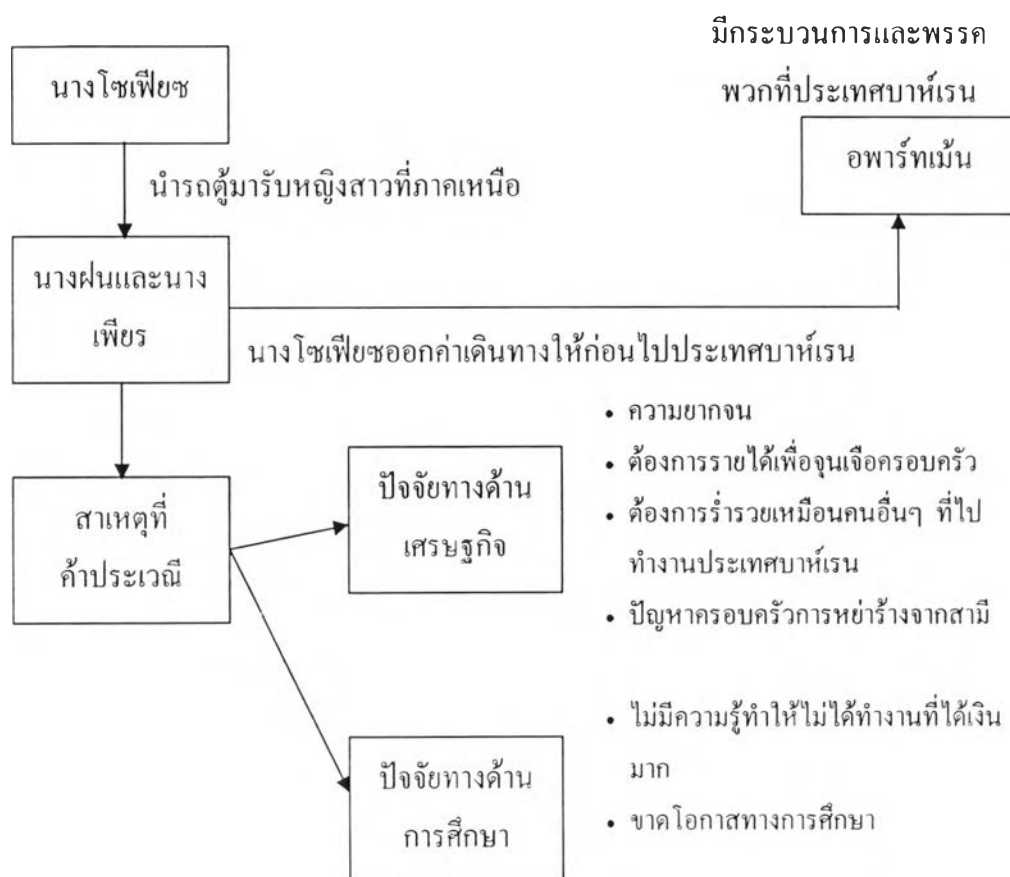 มีกระบวนการและพรรค
พวกที่ประเทศบาห์เรน
นางโซเฟียซ
อพาร์ทเม้น
นำรถตู้มารับหญิงสาวที่ภาคเหนือ
นางฝนและนาง
เพียร
นางโซเฟียซออกค่าเดินทางให้ก่อนไปประเทศบาห์เรน
สาเหตุที่
ค้าประเวณี
ปัจจัยทางด้าน
เศรษฐกิจ
• ความยากจน
• ต้องการรายได้เพื่อจุนเจือครอบครัว
• ต้องการร่ำรวยเหมือนคนอื่นๆ ที่ไป
ทำงานประเทศบาห์เรน
• ปัญหาครอบครัวการหย่าร้างจากสามี
ปัจจัยทางด้าน
การศึกษา
• ไม่มีความรู้ทำให้ไม่ได้ทำงานที่ได้เงิน
มาก
• ขาดโอกาสทางการศึกษา